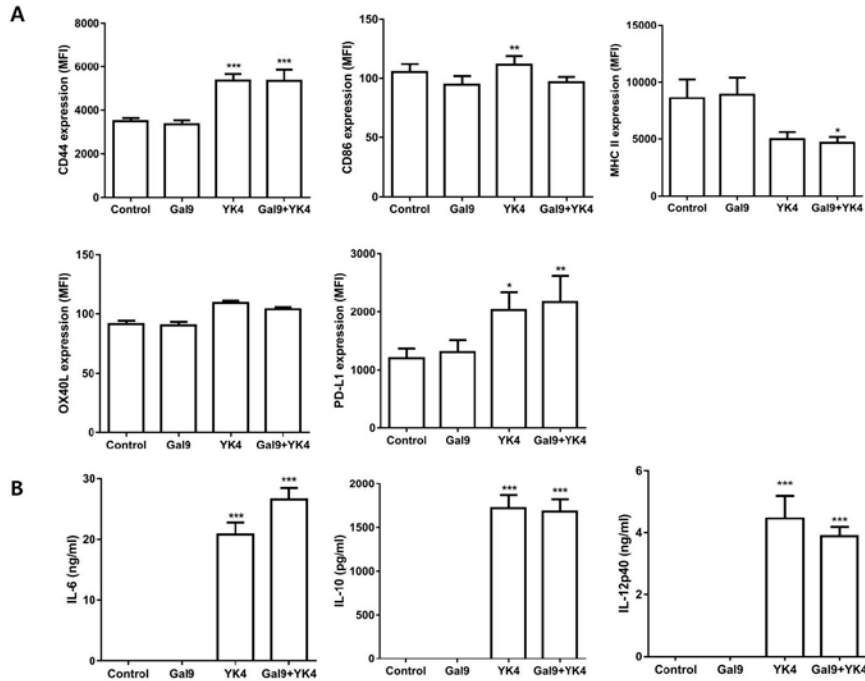 A
CD44 expression (MFI)
8000
6000
4000
2000
0
***
***
Control Gal9 YK4 Gal9+YK4
CD86 expression (MFI)
150
100
50
0
**
Control Gal9 YK4 Gal9+YK4
MHC II expression (MFI)
15000
10000
5000
0
*
Control Gal9 YK4 Gal9+YK4
OX40L expression (MFI)
150
100
50
0
Control Gal9 YK4 Gal9+YK4
PD-L1 expression (MFI)
3000
2000
1000
0
*
**
Control Gal9 YK4 Gal9+YK4
B
IL-6 (ng/ml)
30
20
10
0
***
***
Control Gal9 YK4 Gal9+YK4
IL-10 (pg/ml)
2000
1500
1000
500
0
***
***
Control Gal9 YK4 Gal9+YK4
IL-12p40 (ng/ml)
6
4
2
0
***
***
Control Gal9 YK4 Gal9+YK4